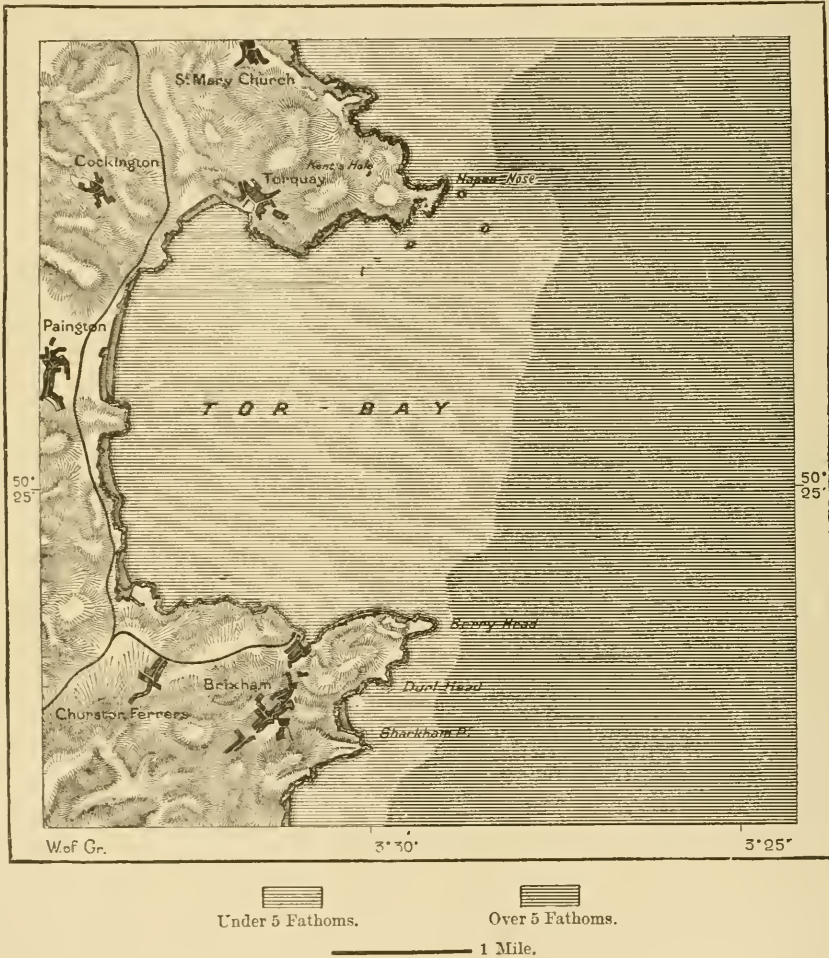 St. Mary Church
Cockington
Kent's Hole
Torquay
Hopes Nose
Paington
TOR-BAY
50°
25'
50°
25'
Berry Head
Brixham
Durl Head
Churston Ferrers
Sharkham Pt.
W. of Gr.
3°30'
3°25'
Under 5 Fathoms.
Over 5 Fathoms.
1 Mile.